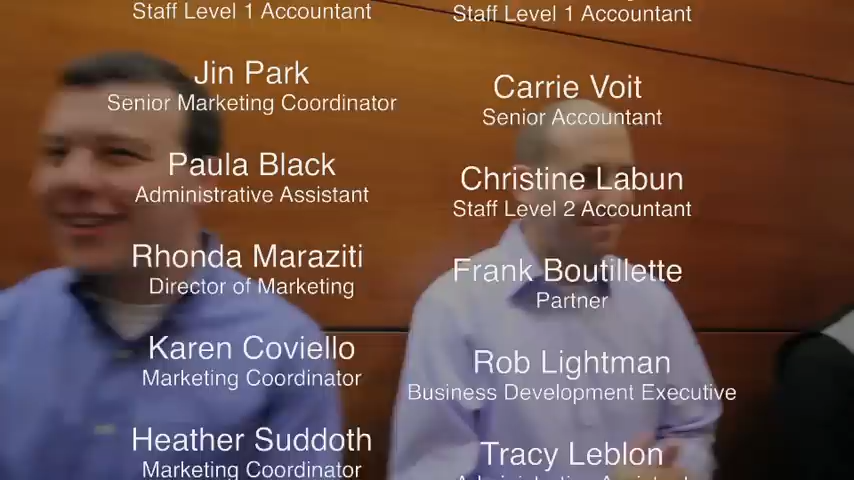 Staff Level 1 Accountant
Jin Park
Senior Marketing Coordinator
Paula Black
Administrative Assistant
Rhonda Maraziti
Director of Marketing
Karen Coviello
Marketing Coordinator
Heather Suddoth
Marketing Coordinator
Staff Level 1 Accountant
Carrie Voit
Senior Accountant
Christine Labun
Staff Level 2 Accountant
Frank Boutillette
Partner
Rob Lightman
Business Development Executive
Tracy Leblon